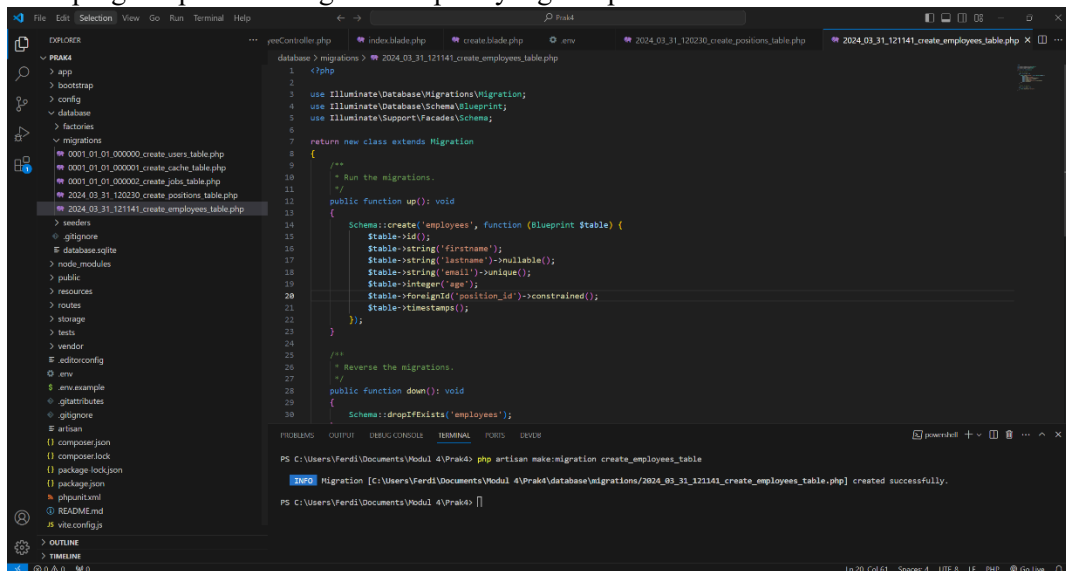 File Edit Selection View Go Run Terminal Help
Prak4
EXPLORER
yeeController.php index.blade.php create.blade.php .env 2024_03_31_120230_create_positions_table.php 2024_03_31_121141_create_employees_table.php
database > migrations > 2024_03_31_121141_create_employees_table.php
PRAK4
app
bootstrap
config
database
factories
migrations
0001_01_01_000000_create_users_table.php
0001_01_01_000001_create_cache_table.php
0001_01_01_000002_create_jobs_table.php
2024_03_31_120230_create_positions_table.php
2024_03_31_121141_create_employees_table.php
seeders
.gitignore
database.sqlite
node_modules
public
resources
routes
storage
tests
vendor
.editorconfig
.env
.env.example
.gitattributes
.gitignore
artisan
composer.json
composer.lock
package-lock.json
package.json
phpunit.xml
README.md
vite.config.js
OUTLINE
TIMELINE
1 <?php
2
3 use Illuminate\Database\Migrations\Migration;
4 use Illuminate\Database\Schema\Blueprint;
5 use Illuminate\Support\Facades\Schema;
6
7 return new class extends Migration
8 {
9 /**
10 * Run the migrations.
11 */
12 public function up(): void
13 {
14 Schema::create('employees', function (Blueprint $table) {
15 $table->id();
16 $table->string('firstname');
17 $table->string('lastname')->nullable();
18 $table->string('email')->unique();
19 $table->integer('age');
20 $table->foreignId('position_id')->constrained();
21 $table->timestamps();
22 });
23 }
24
25 /**
26 * Reverse the migrations.
27 */
28 public function down(): void
29 {
30 Schema::dropIfExists('employees');
PROBLEMS OUTPUT DEBUG CONSOLE TERMINAL PORTS DEVDB
powershell
PS C:\Users\Ferdi\Documents\Modul 4\Prak4> php artisan make:migration create_employees_table
INFO Migration [C:\Users\Ferdi\Documents\Modul 4\Prak4\database\migrations/2024_03_31_121141_create_employees_table.php] created successfully.
PS C:\Users\Ferdi\Documents\Modul 4\Prak4>
Ln 20, Col 61 Spaces: 4 UTF-8 LF PHP Go Live